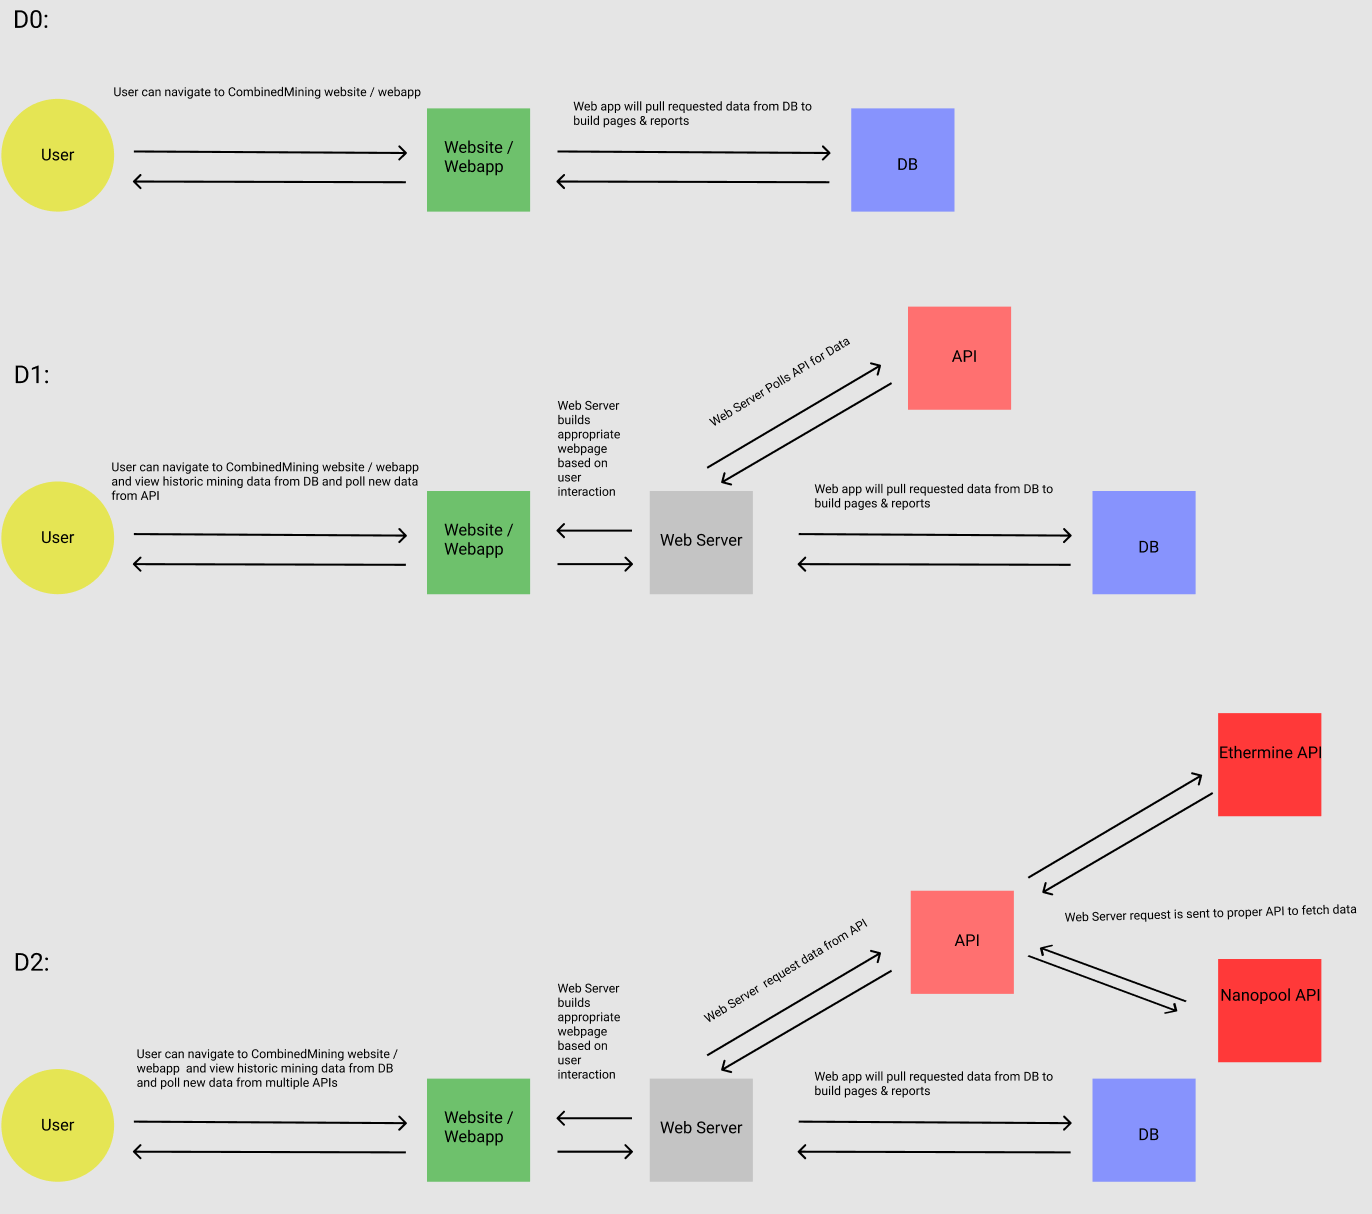 D0:
User can navigate to CombinedMining website / webapp
Web app will pull requested data from DB to
build pages & reports
User
Website /
Webapp
DB
D1:
API
Web Server Polls API for Data
Web Server
builds
appropriate
webpage
based on
user
interaction
User can navigate to CombinedMining website / webapp
and view historic mining data from DB and poll new data
from API
Web app will pull requested data from DB to
build pages & reports
User
Website /
Webapp
Web Server
DB
Ethermine API
Web Server request is sent to proper API to fetch data
API
Web Server request data from API
Nanopool API
D2:
Web Server
builds
appropriate
webpage
based on
user
interaction
User can navigate to CombinedMining website /
webapp and view historic mining data from DB
and poll new data from multiple APIs
Web app will pull requested data from DB to
build pages & reports
User
Website /
Webapp
Web Server
DB